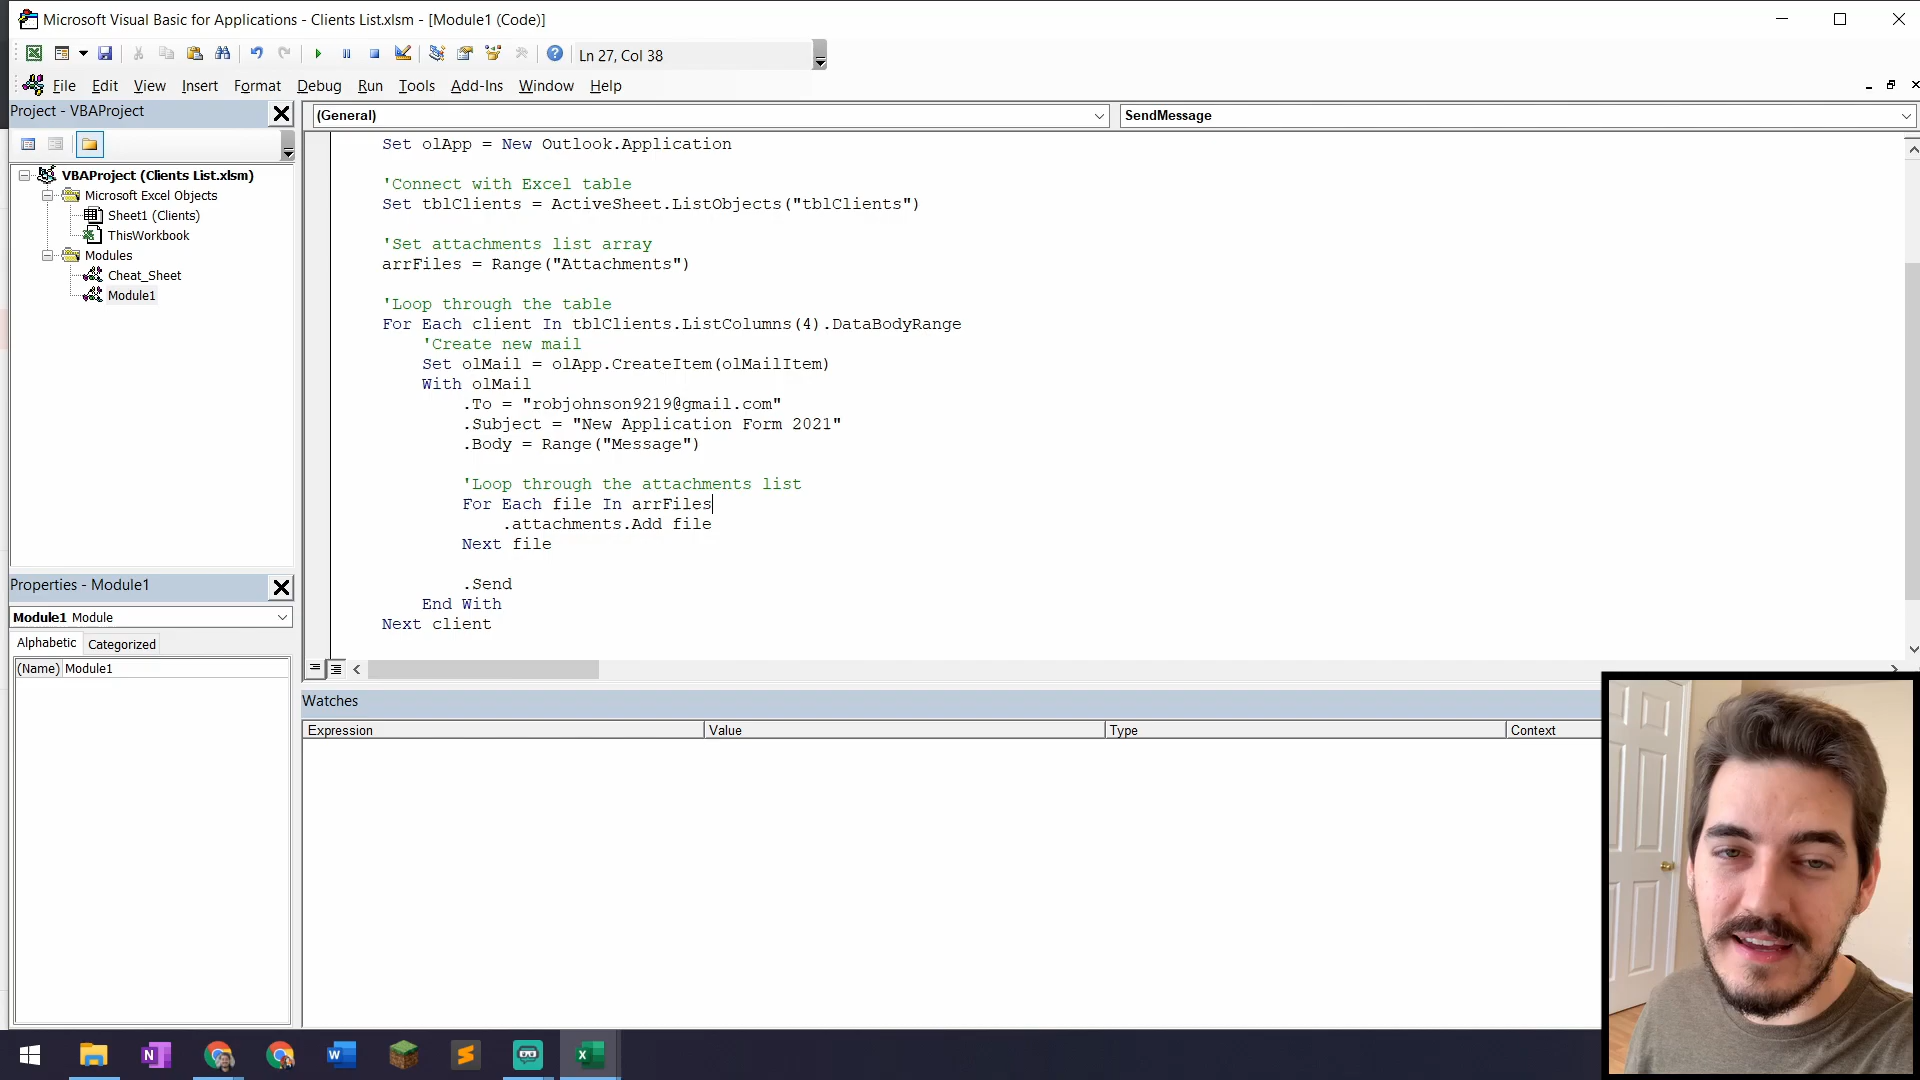 Microsoft Visual Basic for Applications - Clients List.xlsm - [Module1 (Code)]
Ln 27, Col 38
File Edit View Insert Format Debug Run Tools Add-Ins Window Help
Project - VBAProject
(General)
SendMessage
VBAProject (Clients List.xlsm)
Microsoft Excel Objects
Sheet1 (Clients)
ThisWorkbook
Modules
Cheat_Sheet
Module1
Set olApp = New Outlook.Application
'Connect with Excel table
Set tblClients = ActiveSheet.ListObjects("tblClients")
'Set attachments list array
arrFiles = Range("Attachments")
'Loop through the table
For Each client In tblClients.ListColumns(4).DataBodyRange
'Create new mail
Set olMail = olApp.CreateItem(olMailItem)
With olMail
.To = "robjohnson9219@gmail.com"
.Subject = "New Application Form 2021"
.Body = Range("Message")
'Loop through the attachments list
For Each file In arrFiles
.attachments.Add file
Next file
.Send
End With
Next client
Properties - Module1
Module1 Module
Alphabetic Categorized
(Name) Module1
Watches
Expression Value Type Context